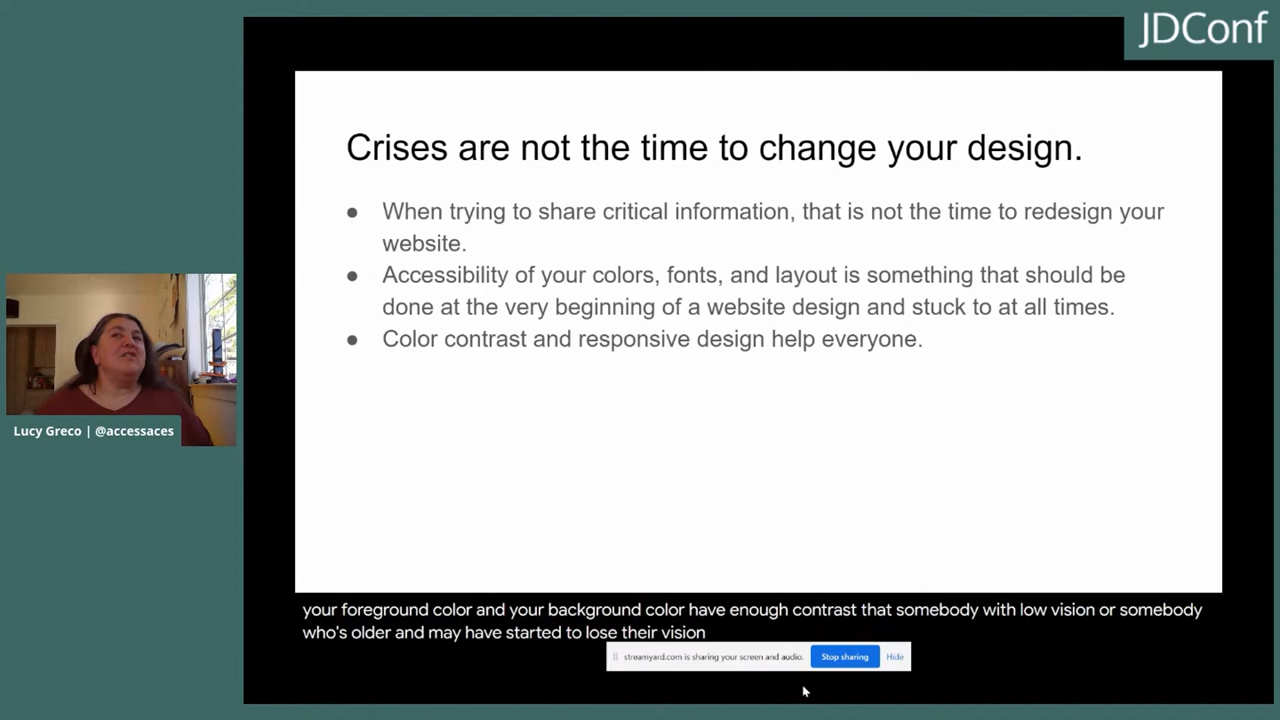 JDConf
Crises are not the time to change your design.
● When trying to share critical information, that is not the time to redesign your
website.
● Accessibility of your colors, fonts, and layout is something that should be
done at the very beginning of a website design and stuck to at all times.
● Color contrast and responsive design help everyone.
Lucy Greco | @accessaces
your foreground color and your background color have enough contrast that somebody with low vision or somebody
who's older and may have started to lose their vision
streamyard.com is sharing your screen and audio. Stop sharing Hide